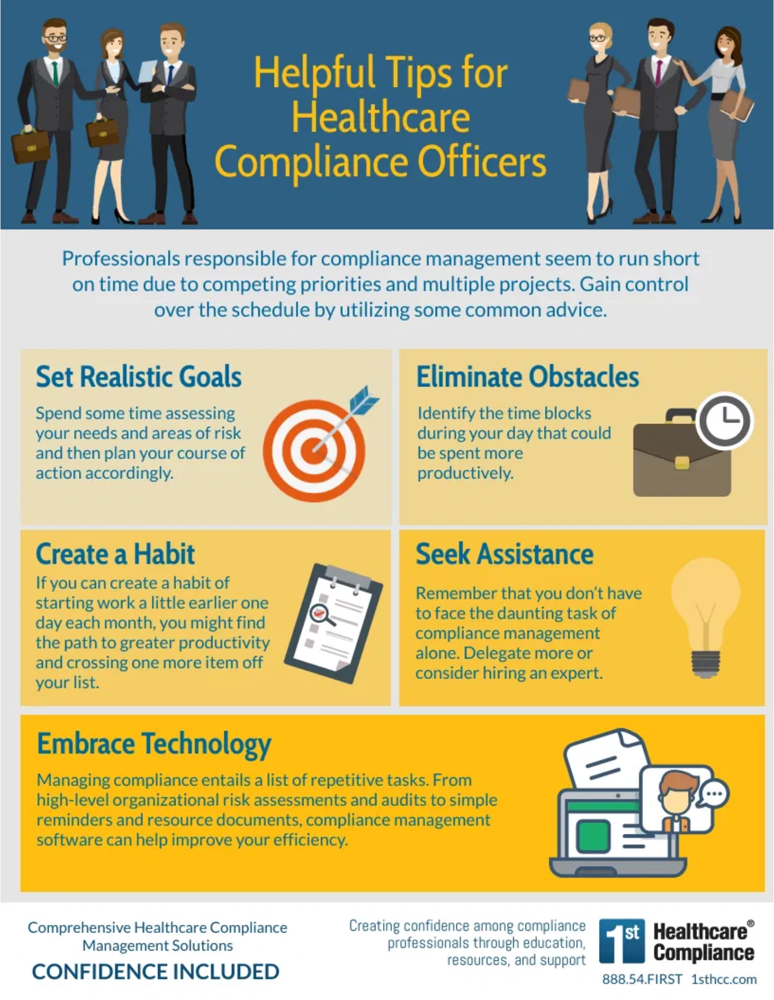 Helpful Tips for
Healthcare
Compliance Officers
Professionals responsible for compliance management seem to run short
on time due to competing priorities and multiple projects. Gain control
over the schedule by utilizing some common advice.
Set Realistic Goals
Spend some time assessing
your needs and areas of risk
and then plan your course of
action accordingly.
Eliminate Obstacles
Identify the time blocks
during your day that could
be spent more
productively.
Create a Habit
If you can create a habit of
starting work a little earlier one
day each month, you might find
the path to greater productivity
and crossing one more item off
your list.
Seek Assistance
Remember that you don't have
to face the daunting task of
compliance management
alone. Delegate more or
consider hiring an expert.
Embrace Technology
Managing compliance entails a list of repetitive tasks. From
high-level organizational risk assessments and audits to simple
reminders and resource documents, compliance management
software can help improve your efficiency.
Comprehensive Healthcare Compliance
Management Solutions
CONFIDENCE INCLUDED
Creating confidence among compliance
professionals through education,
resources, and support
1st Healthcare®
Compliance
888.54.FIRST 1sthcc.com